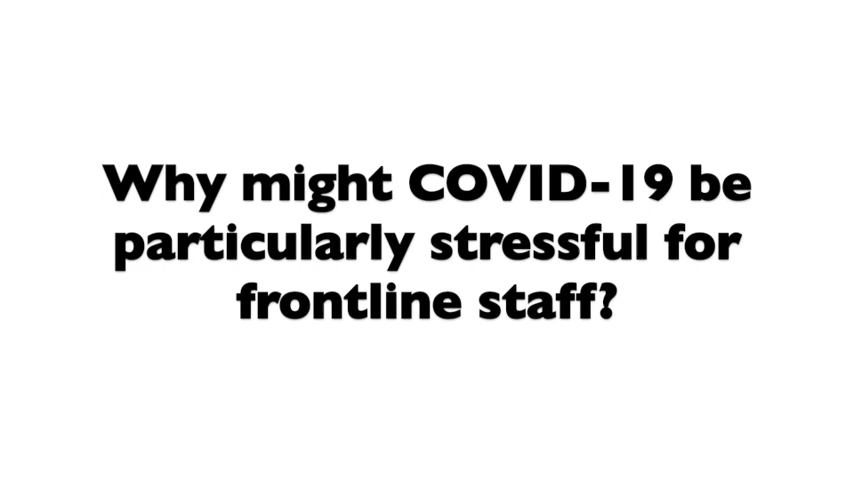 Why might COVID-19 be
particularly stressful for
frontline staff?